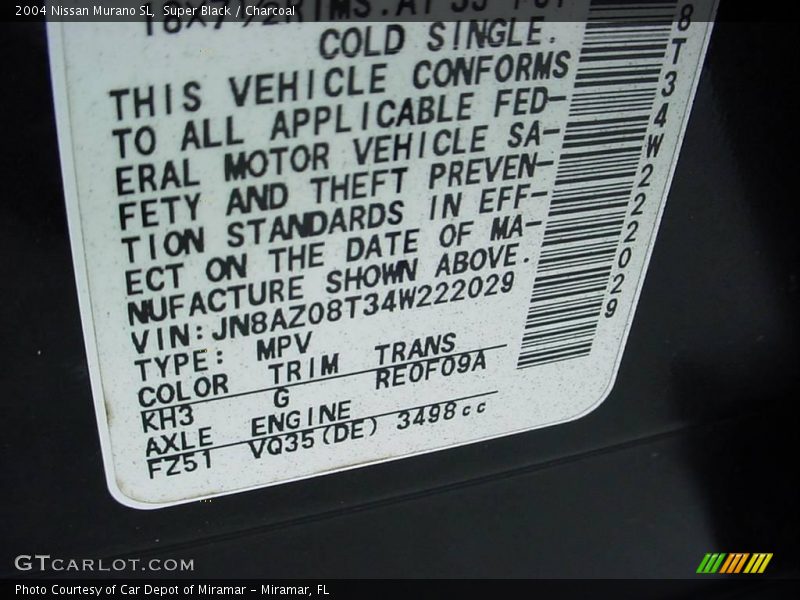 2004 Nissan Murano SL, Super Black / Charcoal
COLD SINGLE.
THIS VEHICLE CONFORMS
TO ALL APPLICABLE FED-
ERAL MOTOR VEHICLE SA-
FETY AND THEFT PREVEN-
TION STANDARDS IN EFF-
ECT ON THE DATE OF MA-
NUFACTURE SHOWN ABOVE.
VIN:JN8AZ08T34W222029
TYPE: MPV
COLOR TRIM TRANS
KH3 G RE0F09A
AXLE ENGINE
FZ51 VQ35(DE) 3498cc
8T34W222029
GTCARLOT.COM
Photo Courtesy of Car Depot of Miramar - Miramar, FL